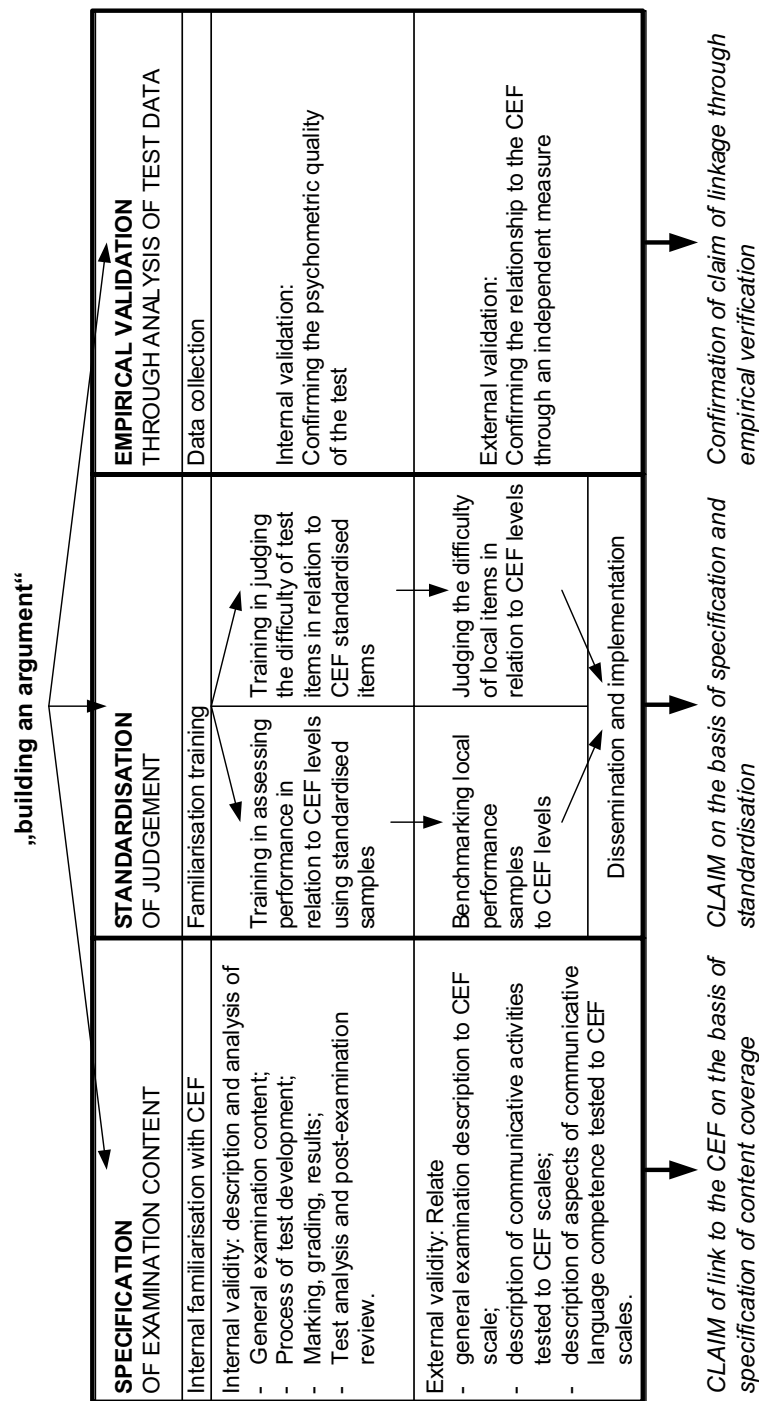 „building an argument“
SPECIFICATION
OF EXAMINATION CONTENT
Internal familiarisation with CEF
Internal validity: description and analysis of
- General examination content;
- Process of test development;
- Marking, grading, results;
- Test analysis and post-examination
review.
External validity: Relate
- general examination description to CEF
scale;
- description of communicative activities
tested to CEF scales;
- description of aspects of communicative
language competence tested to CEF
scales.
CLAIM of link to the CEF on the basis of
specification of content coverage
STANDARDISATION
OF JUDGEMENT
Familiarisation training
Training in assessing
performance in
relation to CEF levels
using standardised
samples
Training in judging
the difficulty of test
items in relation to
CEF standardised
items
Benchmarking local
performance
samples
to CEF levels
Judging the difficulty
of local items in
relation to CEF levels
Dissemination and implementation
CLAIM on the basis of specification and
standardisation
EMPIRICAL VALIDATION
THROUGH ANALYSIS OF TEST DATA
Data collection
Internal validation:
Confirming the psychometric quality
of the test
External validation:
Confirming the relationship to the CEF
through an independent measure
Confirmation of claim of linkage through
empirical verification